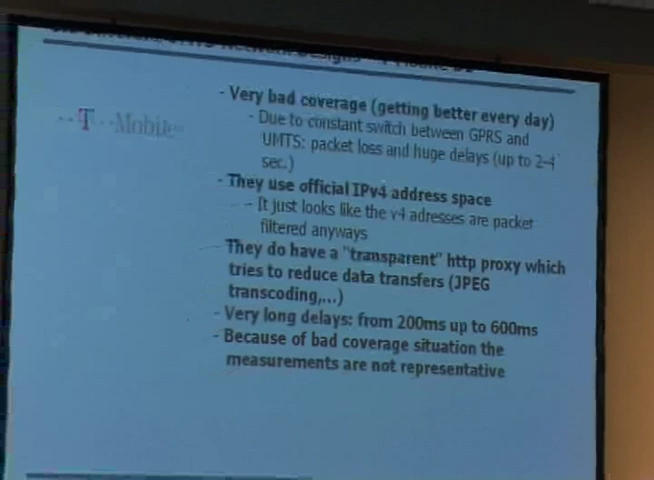 T - Mobile
- Very bad coverage (getting better every day)
- Due to constant switch between GPRS and
UMTS: packet loss and huge delays (up to 2-4
sec.)
- They use official IPv4 address space
- It just looks like the v4 adresses are packet
filtered anyways
- They do have a "transparent" http proxy which
tries to reduce data transfers (JPEG
transcoding,...)
- Very long delays: from 200ms up to 600ms
- Because of bad coverage situation the
measurements are not representative